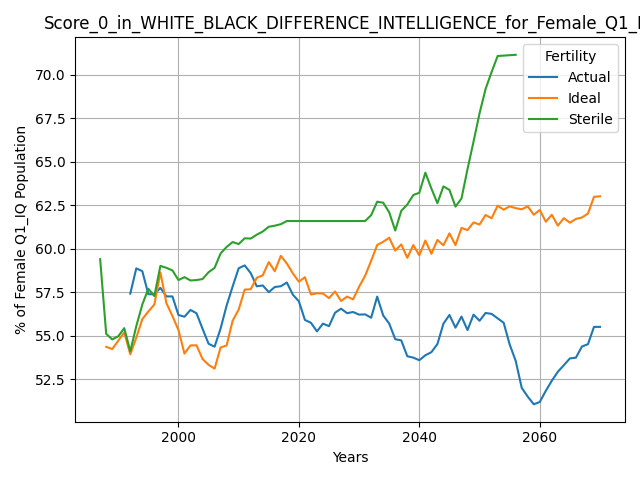 Score_0_in_WHITE_BLACK_DIFFERENCE_INTELLIGENCE_for_Female_Q1_I
Fertility
Actual
Ideal
Sterile
70.0
67.5
65.0
62.5
60.0
57.5
55.0
52.5
% of Female Q1_IQ Population
2000
2020
2040
2060
Years